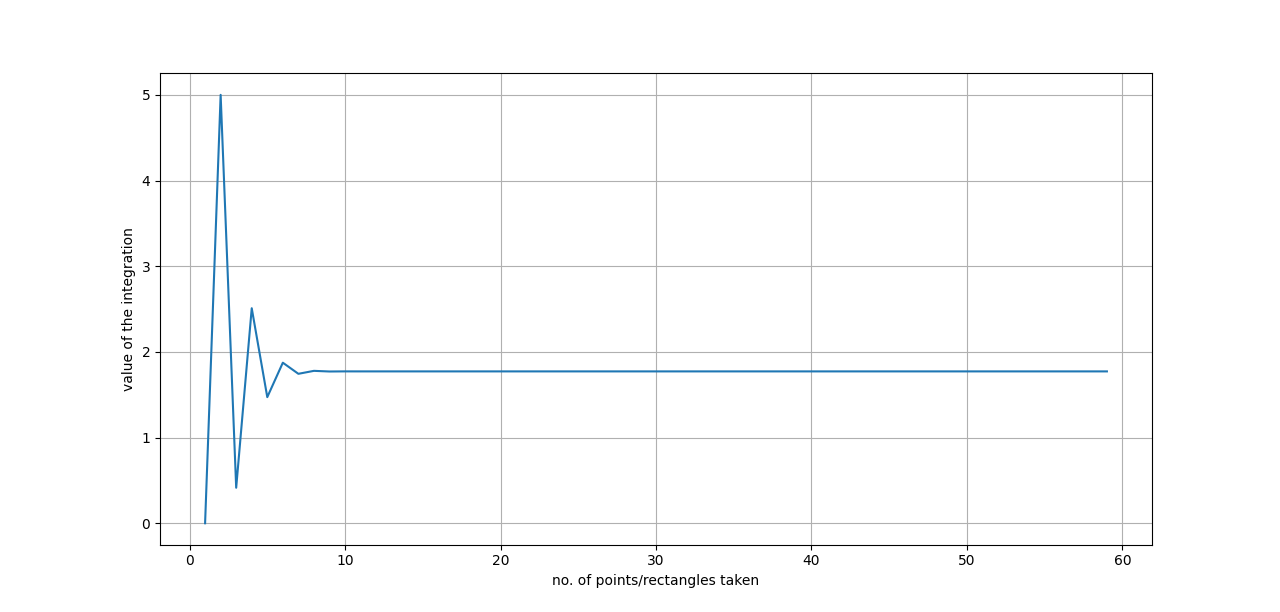 value of the integration
5
4
3
2
1
0
0 10 20 30 40 50 60
no. of points/rectangles taken